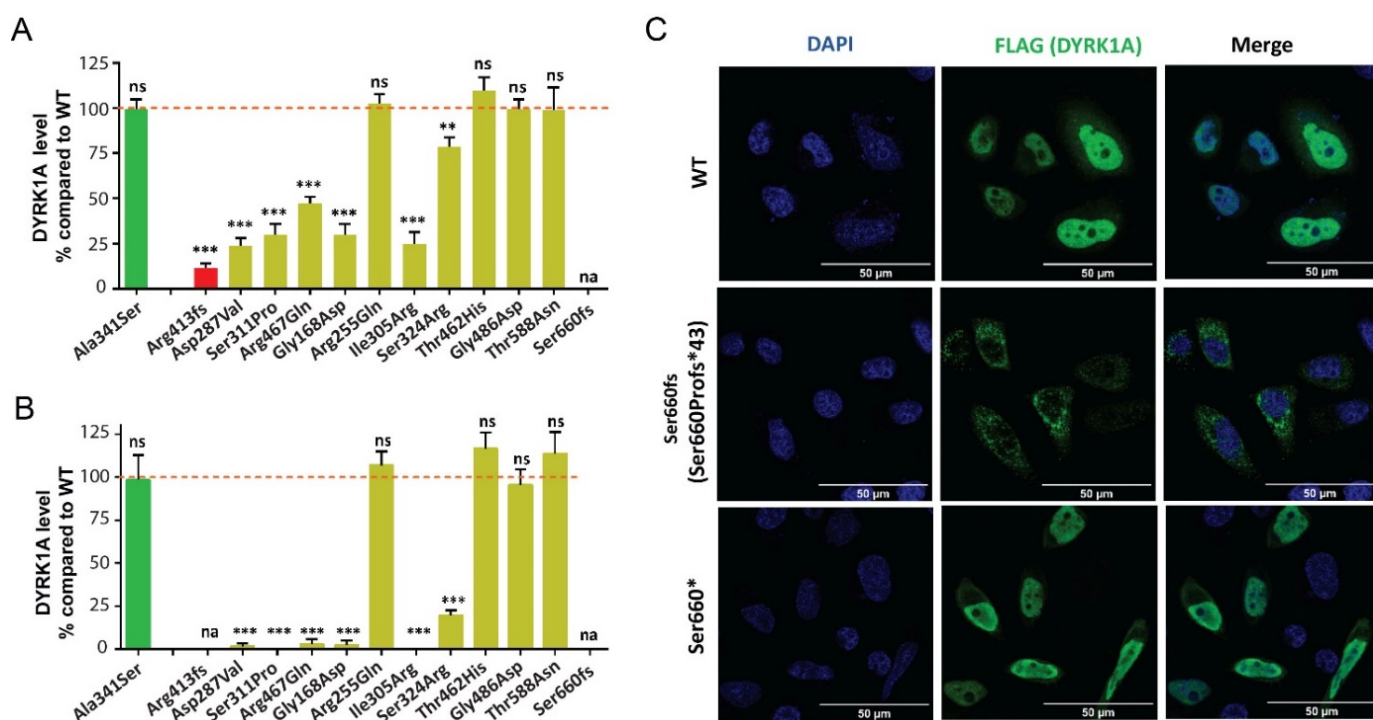 A
DYRK1A level
% compared to WT
125
100
75
50
25
0
ns
***
***
***
***
***
ns
***
**
ns
ns
ns
na
Ala341Ser
Arg413fs
Asp287Val
Ser311Pro
Arg467Gln
Gly168Asp
Arg255Gln
Ile305Arg
Ser324Arg
Thr462His
Gly486Asp
Thr588Asn
Ser660fs
B
DYRK1A level
% compared to WT
125
100
75
50
25
0
ns
na
***
***
***
***
ns
***
***
ns
ns
ns
na
Ala341Ser
Arg413fs
Asp287Val
Ser311Pro
Arg467Gln
Gly168Asp
Arg255Gln
Ile305Arg
Ser324Arg
Thr462His
Gly486Asp
Thr588Asn
Ser660fs
C
DAPI
FLAG (DYRK1A)
Merge
WT
50 µm
50 µm
50 µm
Ser660fs
(Ser660Profs*43)
50 µm
50 µm
50 µm
Ser660*
50 µm
50 µm
50 µm